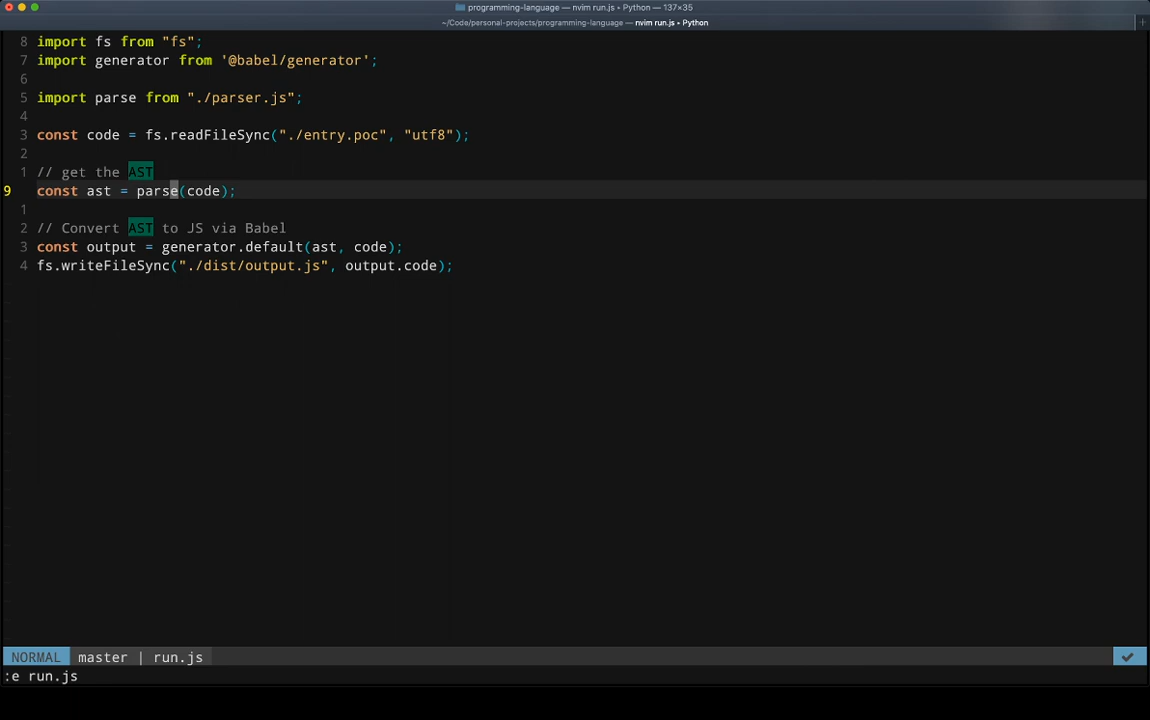 programming-language — nvim run.js • Python — 137×35
~/Code/personal-projects/programming-language — nvim run.js • Python +
8 import fs from "fs";
7 import generator from '@babel/generator';
6
5 import parse from "./parser.js";
4
3 const code = fs.readFileSync("./entry.poc", "utf8");
2
1 // get the AST
9 const ast = parse(code);
1
2 // Convert AST to JS via Babel
3 const output = generator.default(ast, code);
4 fs.writeFileSync("./dist/output.js", output.code);
NORMAL master | run.js ✔
:e run.js